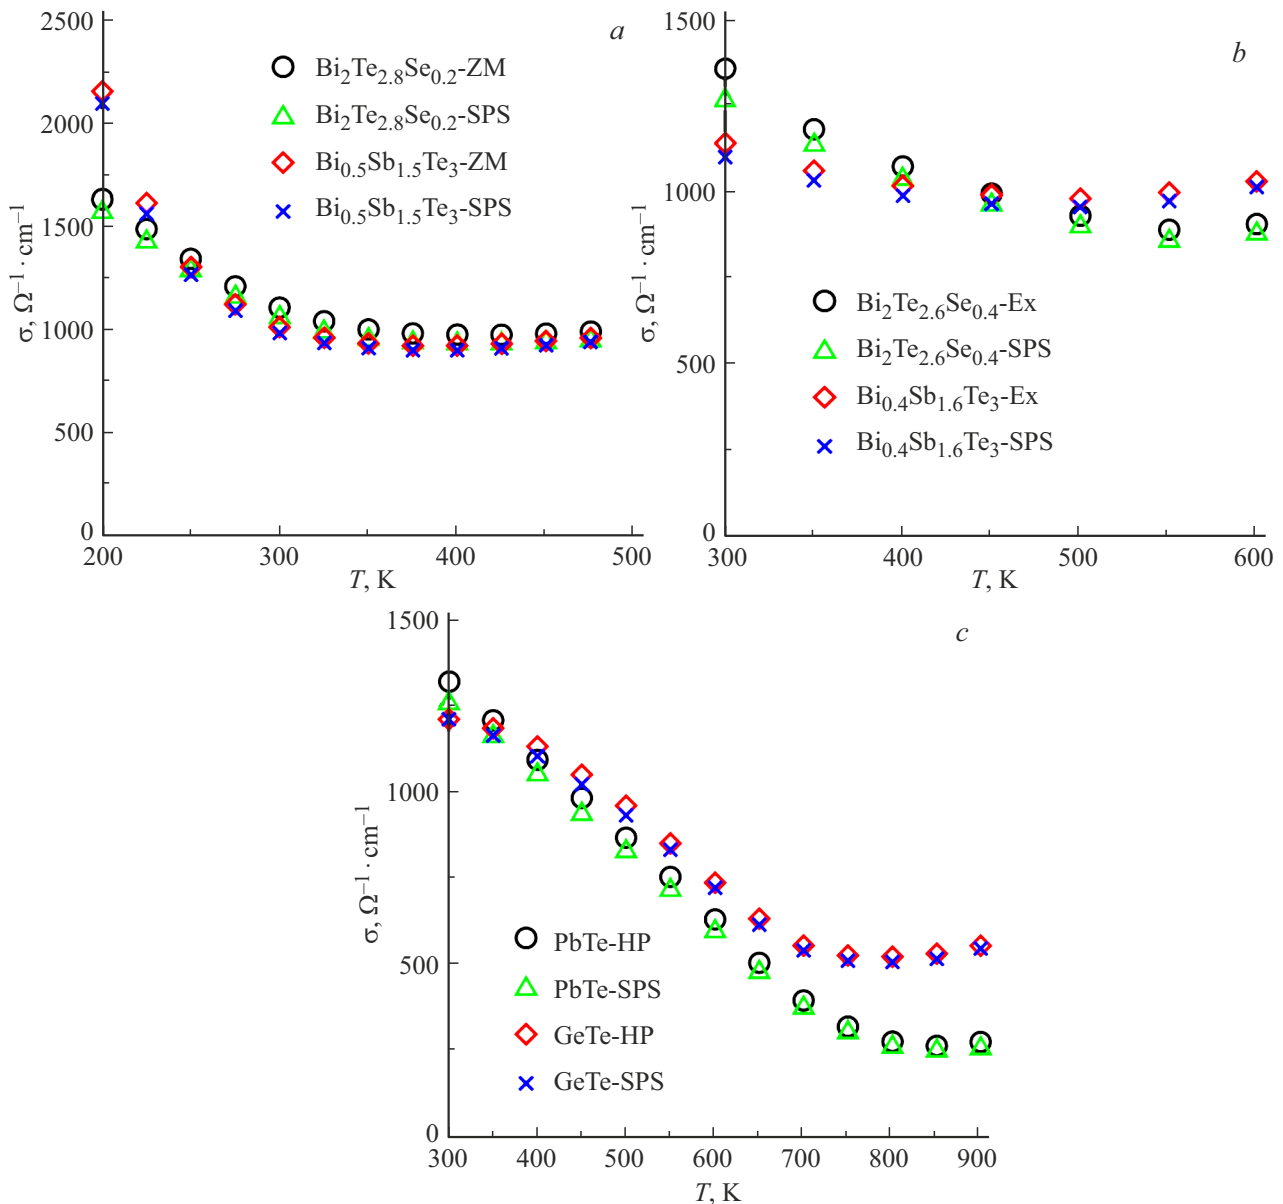 a
Bi₂Te₂.₈Se₀.₂-ZM
Bi₂Te₂.₈Se₀.₂-SPS
Bi₀.₅Sb₁.₅Te₃-ZM
Bi₀.₅Sb₁.₅Te₃-SPS
2500
2000
1500
1000
500
0
σ, Ω⁻¹ · cm⁻¹
200
300
400
500
T, K
b
1500
1000
500
0
σ, Ω⁻¹ · cm⁻¹
Bi₂Te₂.₆Se₀.₄-Ex
Bi₂Te₂.₆Se₀.₄-SPS
Bi₀.₄Sb₁.₆Te₃-Ex
Bi₀.₄Sb₁.₆Te₃-SPS
300
400
500
600
T, K
c
1500
1000
500
0
σ, Ω⁻¹ · cm⁻¹
PbTe-HP
PbTe-SPS
GeTe-HP
GeTe-SPS
300
400
500
600
700
800
900
T, K